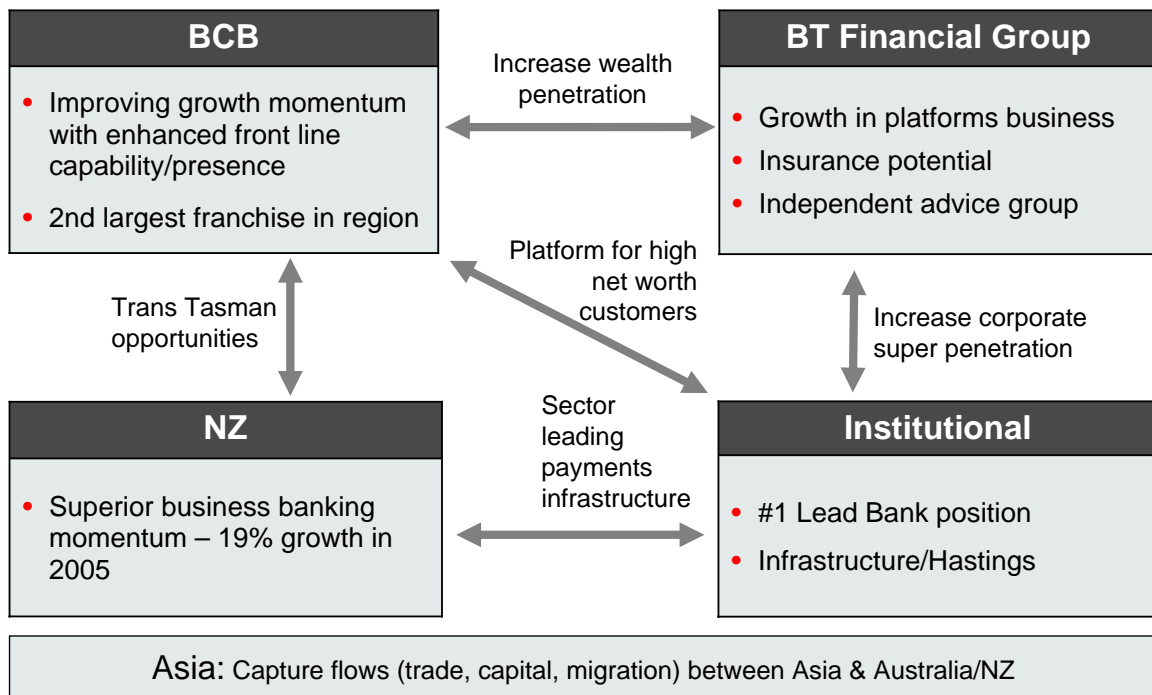 BCB
• Improving growth momentum
with enhanced front line
capability/presence
• 2nd largest franchise in region
Increase wealth
penetration
BT Financial Group
• Growth in platforms business
• Insurance potential
• Independent advice group
Trans Tasman
opportunities
Platform for high
net worth
customers
Increase corporate
super penetration
NZ
• Superior business banking
momentum – 19% growth in
2005
Sector
leading
payments
infrastructure
Institutional
• #1 Lead Bank position
• Infrastructure/Hastings
Asia: Capture flows (trade, capital, migration) between Asia & Australia/NZ